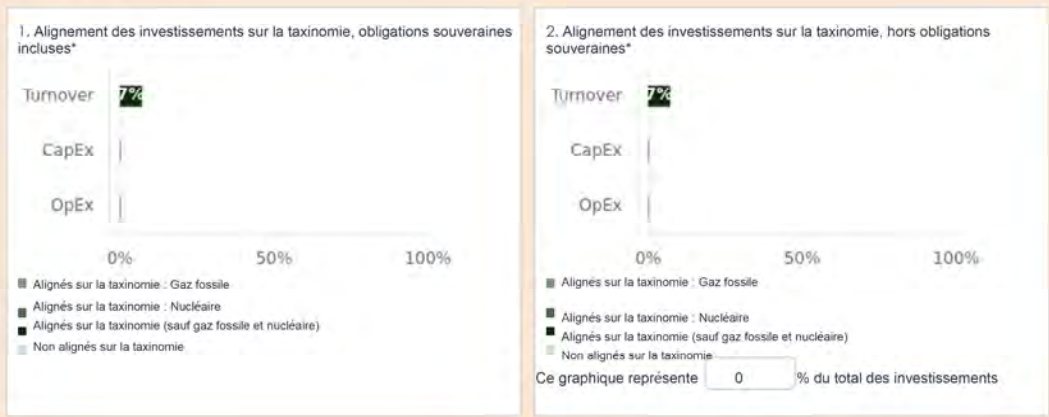 1. Alignement des investissements sur la taxinomie, obligations souveraines
incluses*
Turnover 7%
CapEx
OpEx
0% 50% 100%
Alignés sur la taxinomie : Gaz fossile
Alignés sur la taxinomie : Nucléaire
Alignés sur la taxinomie (sauf gaz fossile et nucléaire)
Non alignés sur la taxinomie
2. Alignement des investissements sur la taxinomie, hors obligations
souveraines*
Turnover 7%
CapEx
OpEx
0% 50% 100%
Alignés sur la taxinomie : Gaz fossile
Alignés sur la taxinomie : Nucléaire
Alignés sur la taxinomie (sauf gaz fossile et nucléaire)
Non alignés sur la taxinomie
Ce graphique représente 0 % du total des investissements